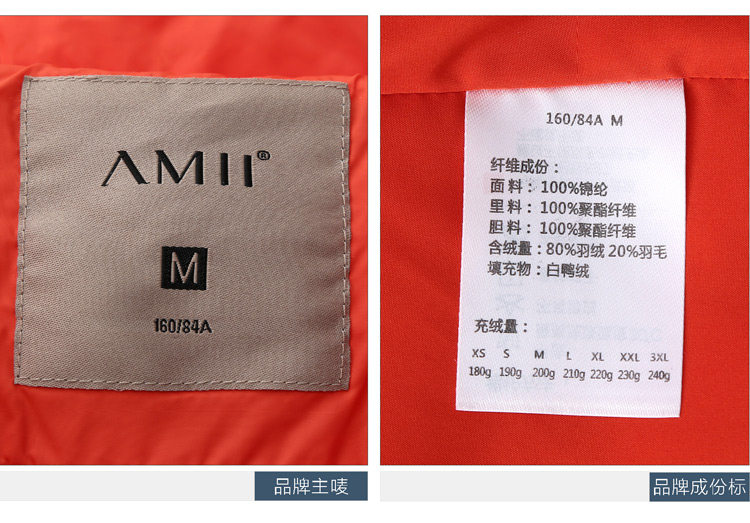 AMII®
M
160/84A
品牌主唛
160/84A M
纤维成份：
面 料：100%锦纶
里 料：100%聚酯纤维
胆 料：100%聚酯纤维
含绒量：80%羽绒 20%羽毛
填充物：白鸭绒
充绒量：
XS S M L XL XXL 3XL
180g 190g 200g 210g 220g 230g 240g
品牌成份标